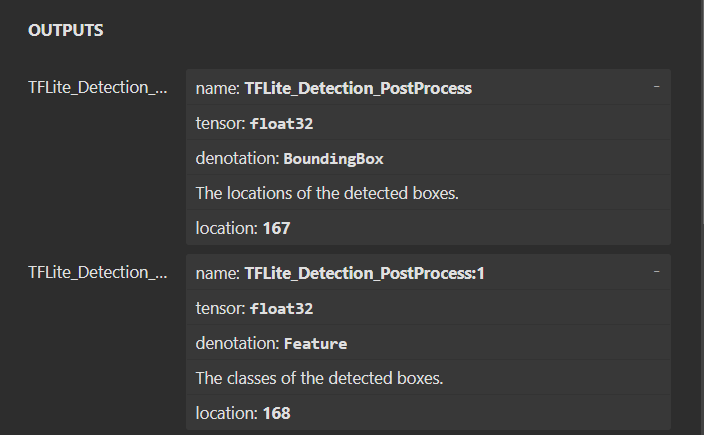 OUTPUTS
TFLite_Detection_...
name: TFLite_Detection_PostProcess
-
tensor: float32
denotation: BoundingBox
The locations of the detected boxes.
location: 167
TFLite_Detection_...
name: TFLite_Detection_PostProcess:1
-
tensor: float32
denotation: Feature
The classes of the detected boxes.
location: 168